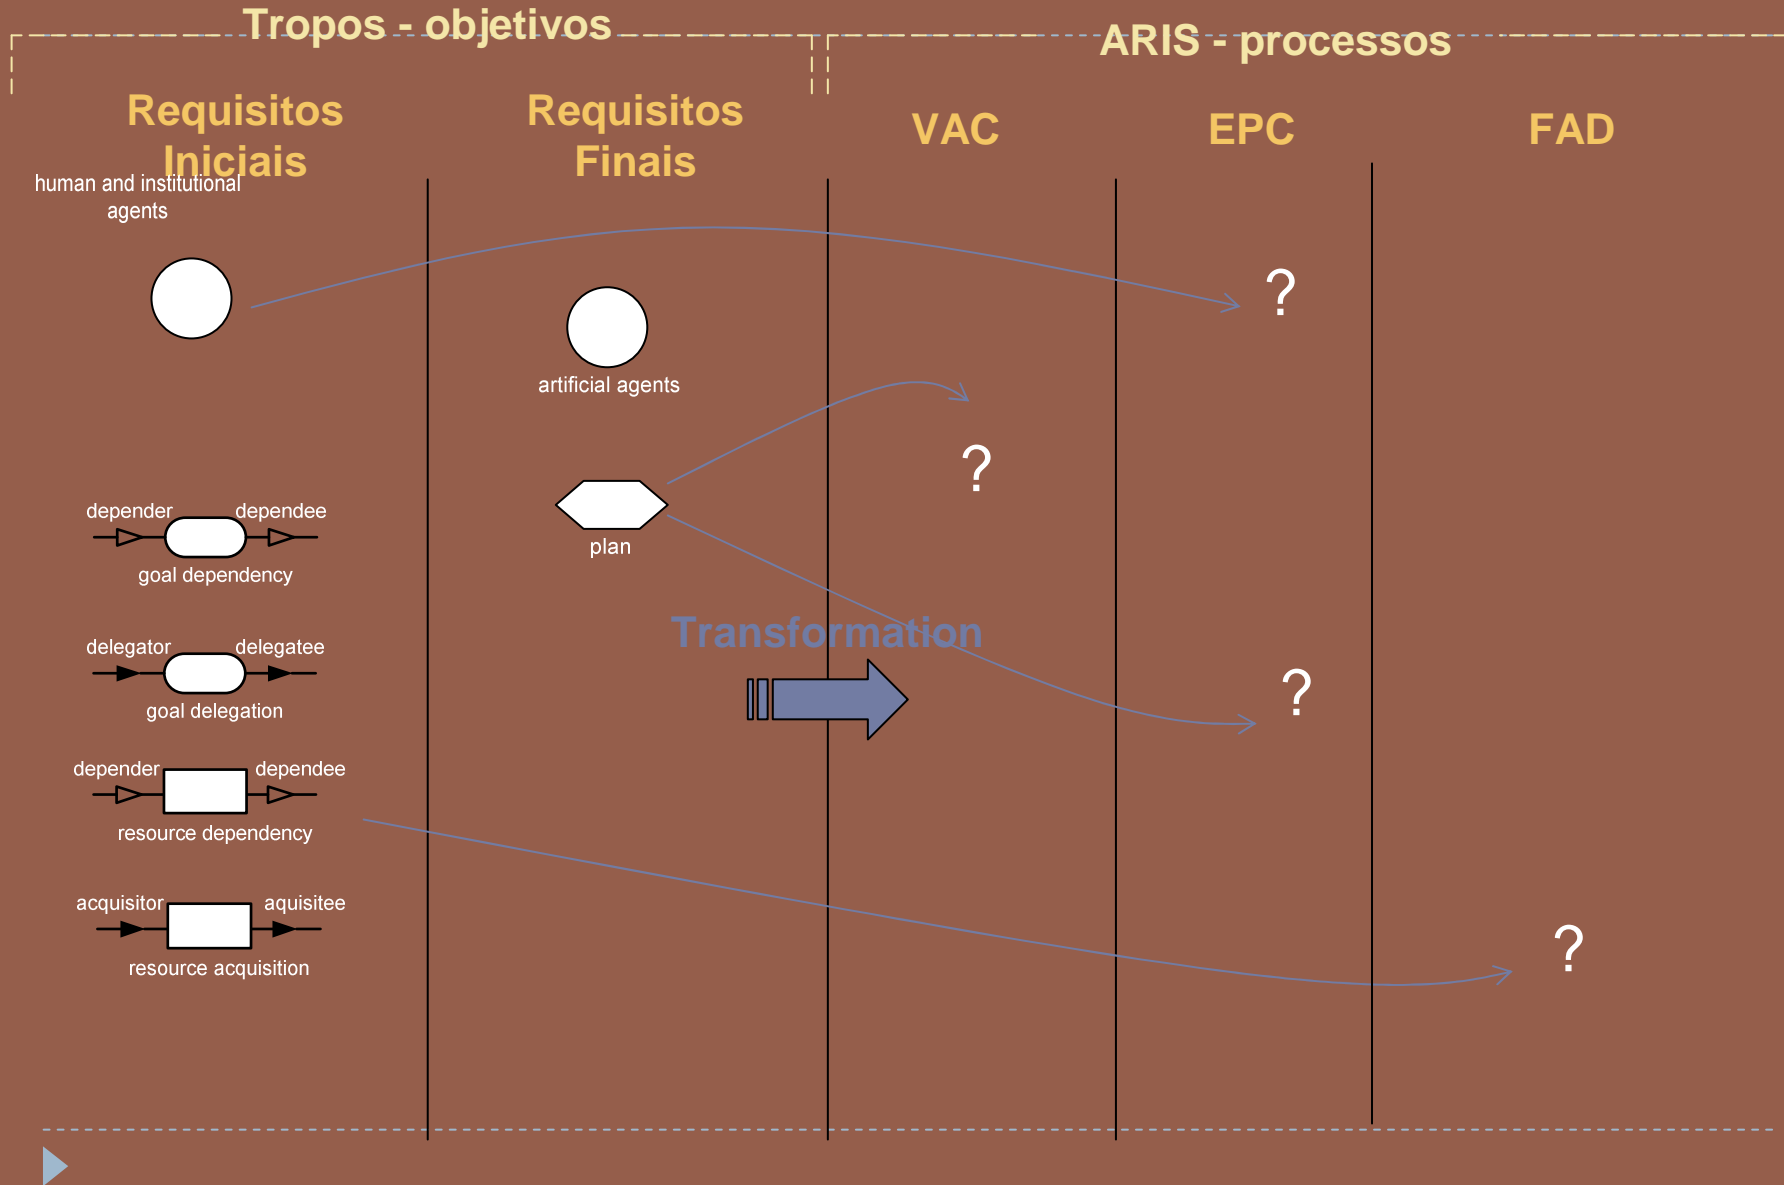 Tropos - objetivos
ARIS - processos
Requisitos
Iniciais
Requisitos
Finais
VAC
EPC
FAD
human and institutional
agents
?
artificial agents
?
plan
depender
dependee
goal dependency
Transformation
delegator
delegatee
goal delegation
?
depender
dependee
resource dependency
acquisitor
aquisitee
resource acquisition
?